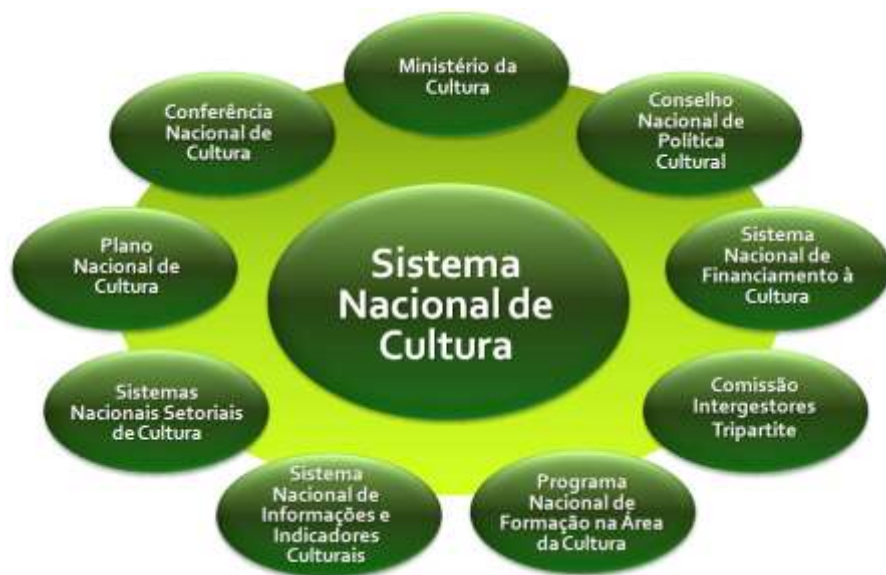 Ministério da
Cultura
Conselho
Nacional de
Política
Cultural
Sistema
Nacional de
Financiamento à
Cultura
Comissão
Intergestores
Tripartite
Programa
Nacional de
Formação na Área
da Cultura
Sistema
Nacional de
Informações e
Indicadores
Culturais
Sistemas
Nacionais Setoriais
de Cultura
Plano
Nacional de
Cultura
Conferência
Nacional de
Cultura
Sistema
Nacional de
Cultura